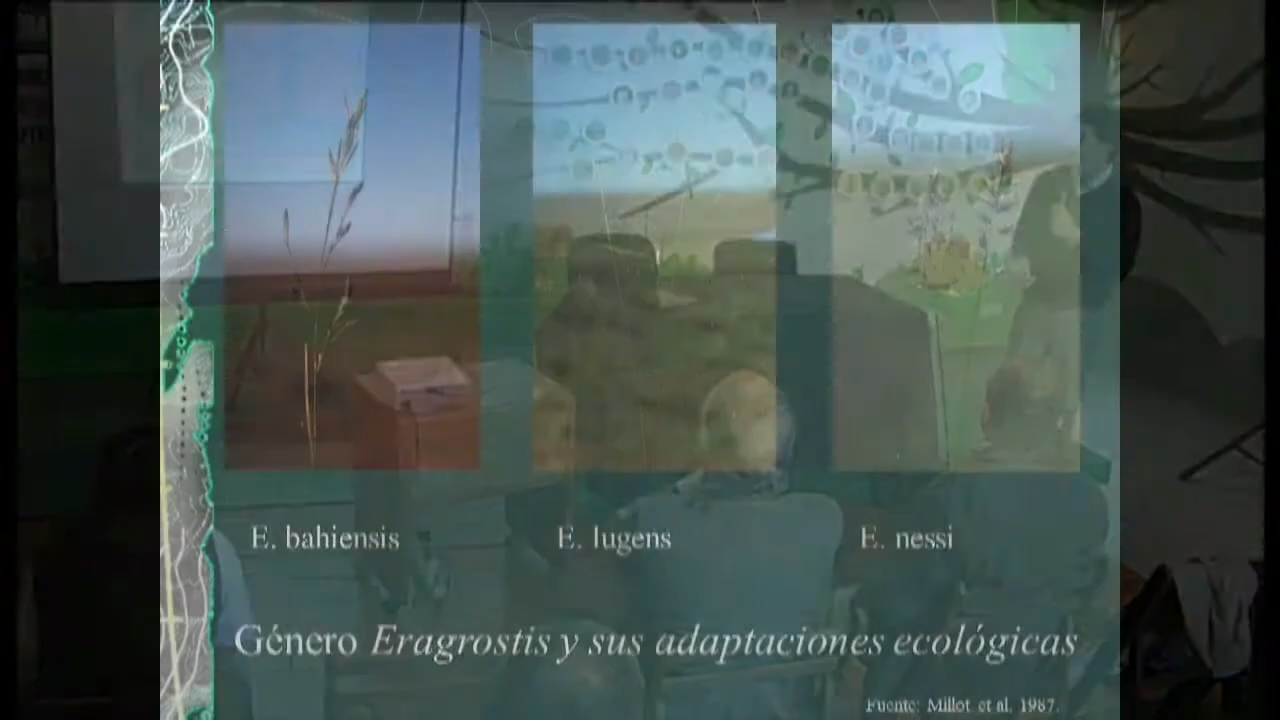 E. bahiensis
E. lugens
E. nessi
Género Eragrostis y sus adaptaciones ecológicas
Fuente: Millot et al, 1987.